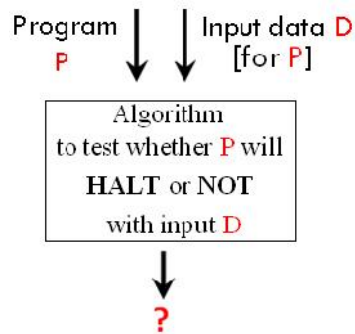 Program
P
Input data D
[for P]
Algorithm
to test whether P will
HALT or NOT
with input D
?